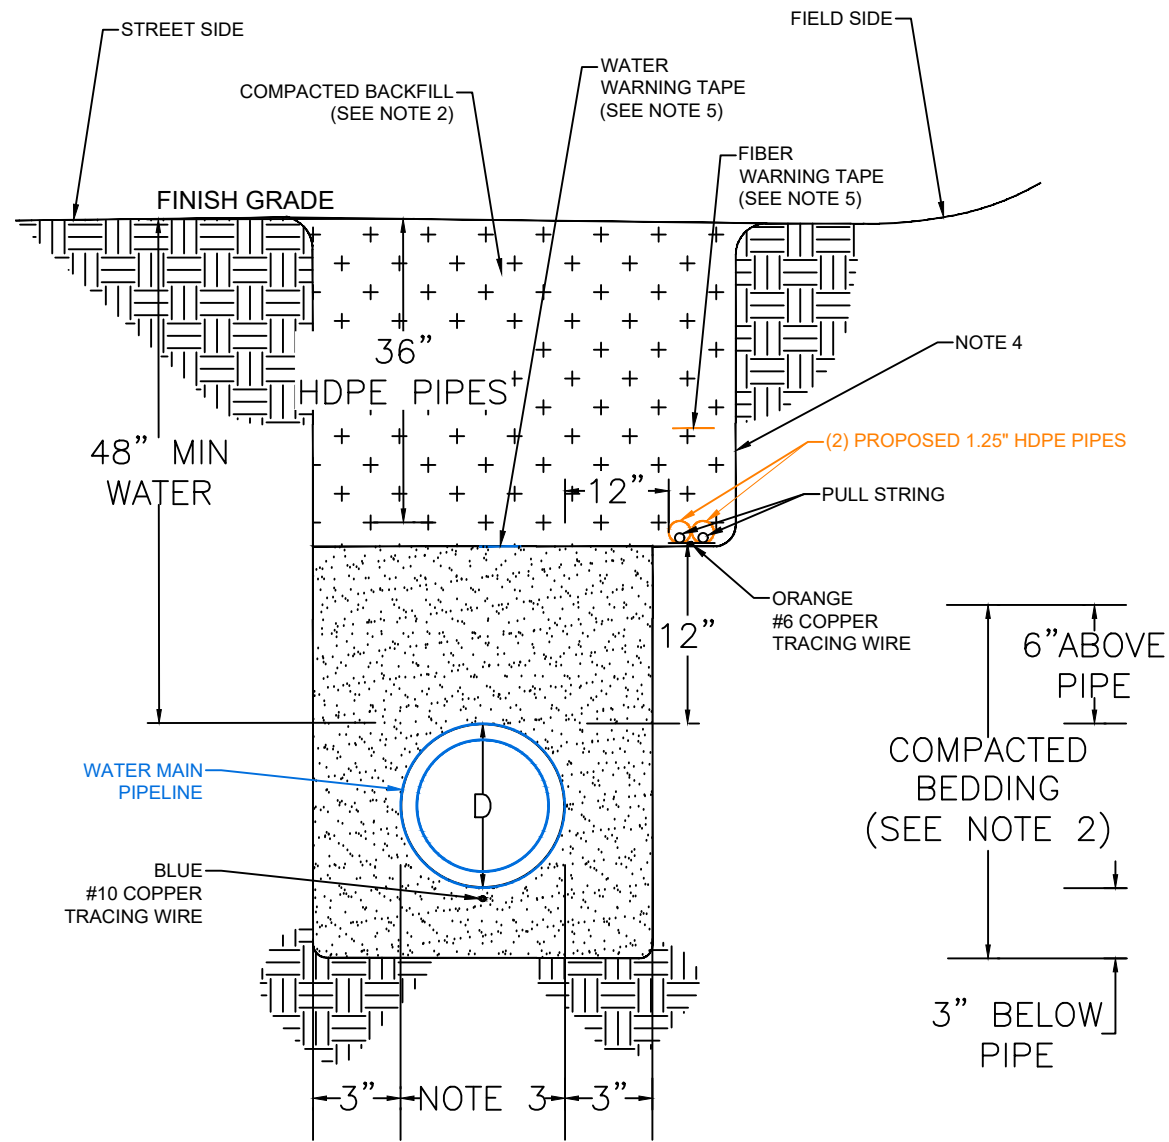 STREET SIDE
FIELD SIDE
WATER
WARNING TAPE
(SEE NOTE 5)
COMPACTED BACKFILL
(SEE NOTE 2)
FIBER
WARNING TAPE
(SEE NOTE 5)
FINISH GRADE
36”
HDPE PIPES
NOTE 4
48” MIN
WATER
(2) PROPOSED 1.25" HDPE PIPES
12”
PULL STRING
ORANGE
#6 COPPER
TRACING WIRE
12”
6”ABOVE
PIPE
COMPACTED
BEDDING
(SEE NOTE 2)
WATER MAIN
PIPELINE
D
BLUE
#10 COPPER
TRACING WIRE
3” BELOW
PIPE
3”
NOTE 3
3”